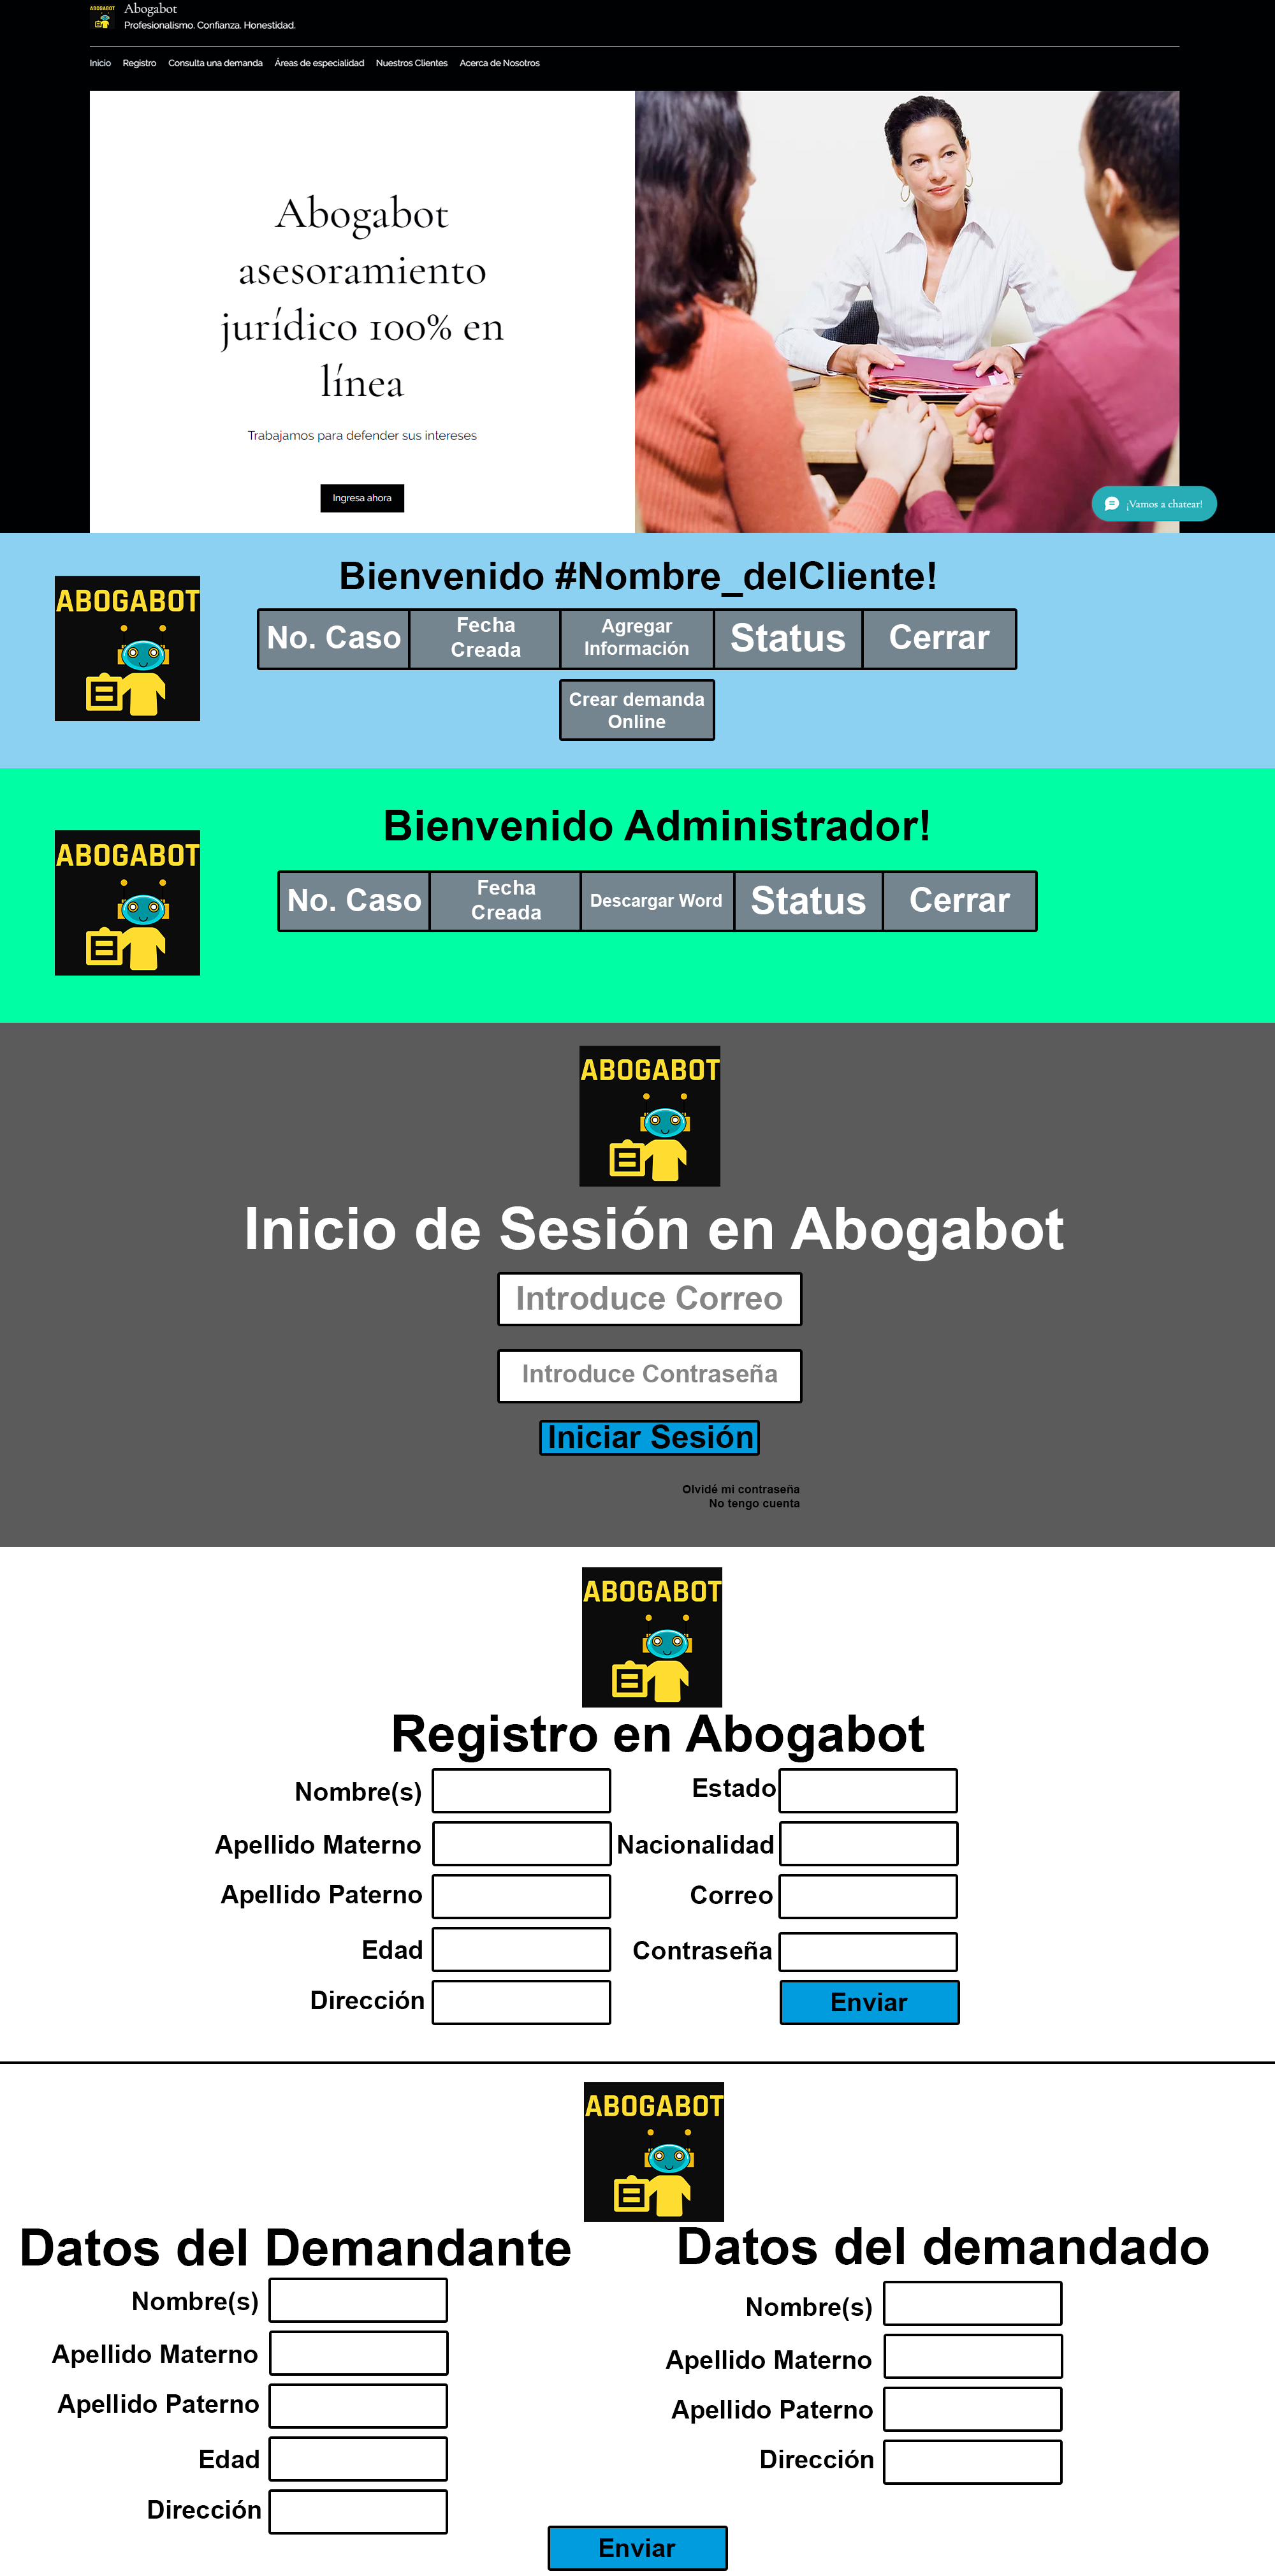 ABOGABOT
Abogabot
Profesionalismo. Confianza. Honestidad.
Inicio Registro Consulta una demanda Áreas de especialidad Nuestros Clientes Acerca de Nosotros
Abogabot
asesoramiento
jurídico 100% en
línea
Trabajamos para defender sus intereses
Ingresa ahora
¡Vamos a chatear!
Bienvenido #Nombre_delCliente!
ABOGABOT
No. Caso
Fecha
Creada
Agregar
Información
Status
Cerrar
Crear demanda
Online
Bienvenido Administrador!
ABOGABOT
No. Caso
Fecha
Creada
Descargar Word
Status
Cerrar
ABOGABOT
Inicio de Sesión en Abogabot
Introduce Correo
Introduce Contraseña
Iniciar Sesión
Olvidé mi contraseña
No tengo cuenta
ABOGABOT
Registro en Abogabot
Nombre(s)
Apellido Materno
Apellido Paterno
Edad
Dirección
Estado
Nacionalidad
Correo
Contraseña
Enviar
ABOGABOT
Datos del Demandante
Nombre(s)
Apellido Materno
Apellido Paterno
Edad
Dirección
Datos del demandado
Nombre(s)
Apellido Materno
Apellido Paterno
Dirección
Enviar